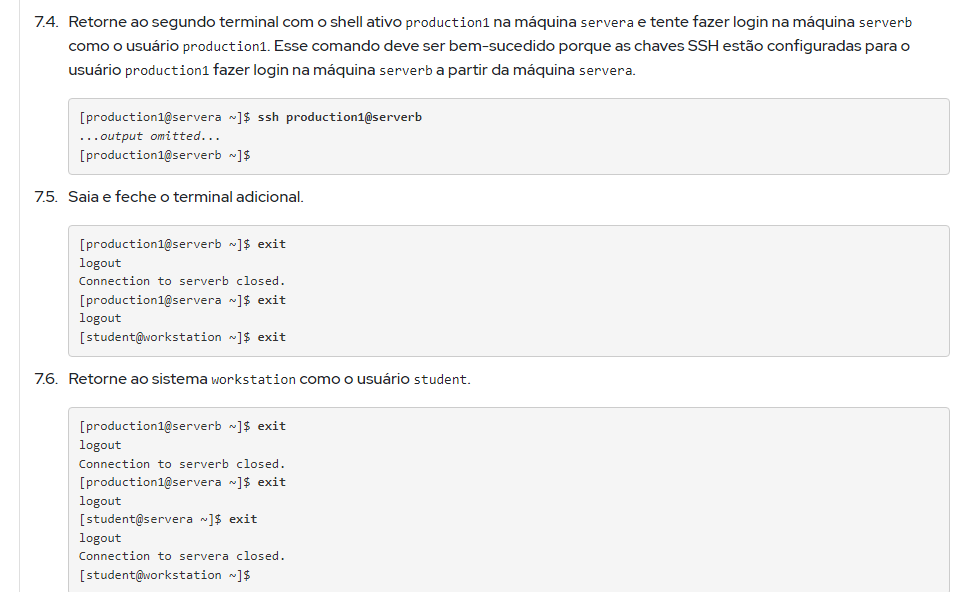 7.4. Retorne ao segundo terminal com o shell ativo production1 na máquina servera e tente fazer login na máquina serverb
como o usuário production1. Esse comando deve ser bem-sucedido porque as chaves SSH estão configuradas para o
usuário production1 fazer login na máquina serverb a partir da máquina servera.
[production1@servera ~]$ ssh production1@serverb
...output omitted...
[production1@serverb ~]$
7.5. Saia e feche o terminal adicional.
[production1@serverb ~]$ exit
logout
Connection to serverb closed.
[production1@servera ~]$ exit
logout
[student@workstation ~]$ exit
7.6. Retorne ao sistema workstation como o usuário student.
[production1@serverb ~]$ exit
logout
Connection to serverb closed.
[production1@servera ~]$ exit
logout
[student@servera ~]$ exit
logout
Connection to servera closed.
[student@workstation ~]$